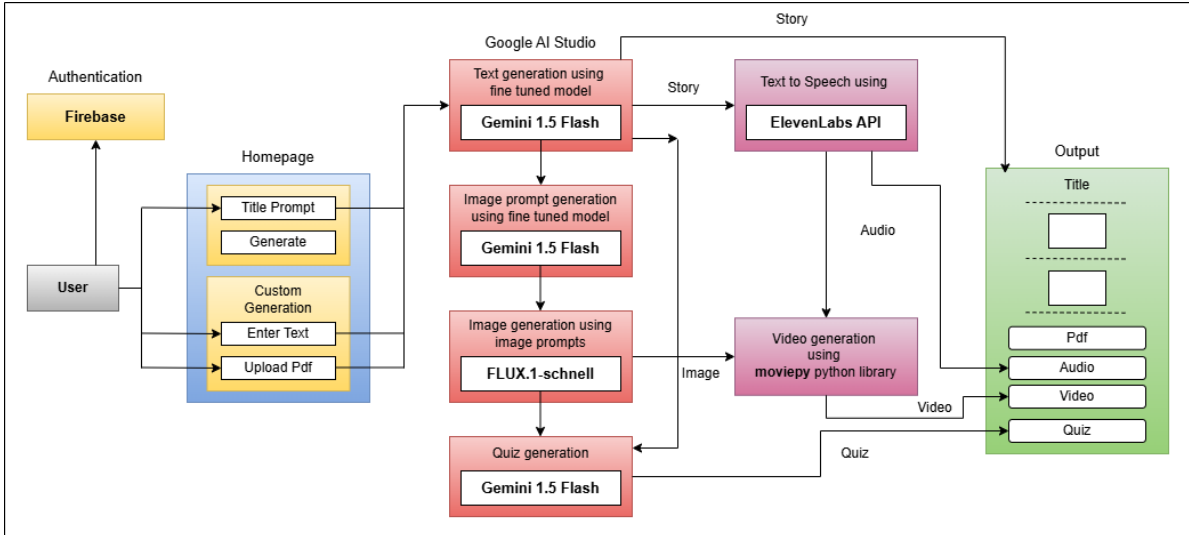 Story
Google AI Studio
Authentication
Text generation using
fine tuned model
Gemini 1.5 Flash
Story
Text to Speech using
ElevenLabs API
Firebase
Homepage
Output
Title Prompt
Generate
Image prompt generation
using fine tuned model
Gemini 1.5 Flash
Title
Audio
User
Custom
Generation
Enter Text
Upload Pdf
Image generation using
image prompts
FLUX.1-schnell
Image
Video generation
using
moviepy python library
Video
Pdf
Audio
Video
Quiz
Quiz generation
Gemini 1.5 Flash
Quiz